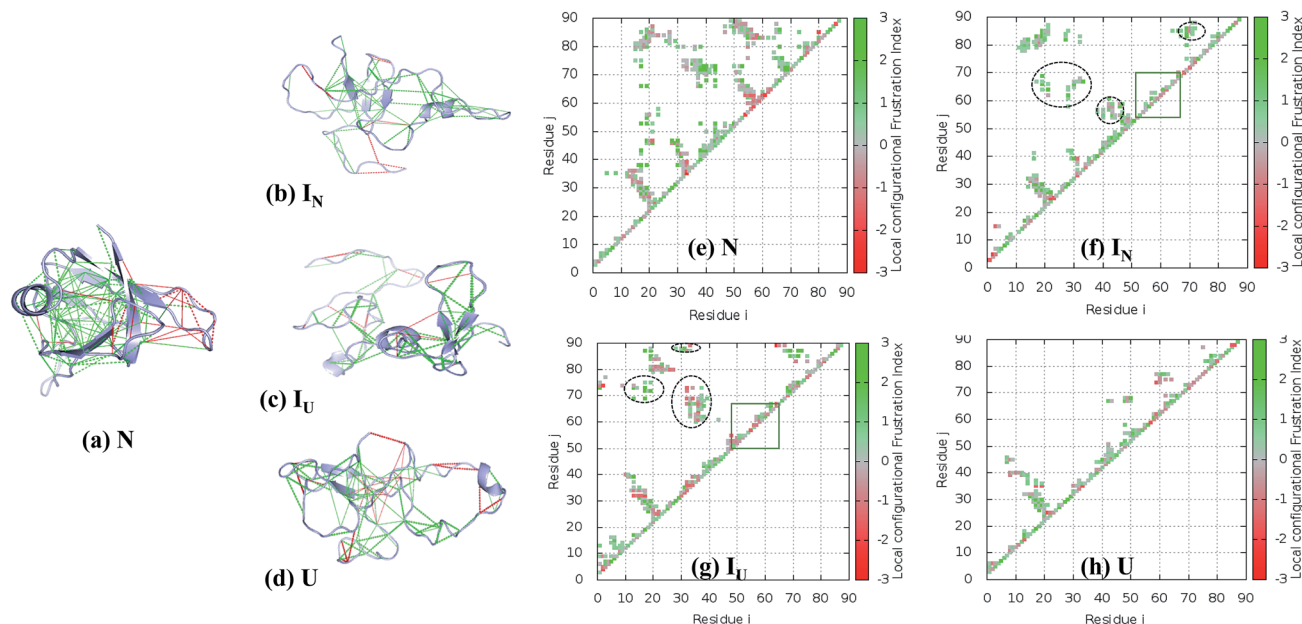 (b) I_N
(a) N
(c) I_U
(d) U
90
80
70
60
50
40
30
20
10
0
Residue j
(e) N
0 10 20 30 40 50 60 70 80 90
Residue i
3
2
1
0
-1
-2
-3
Local configurational Frustration Index
90
80
70
60
50
40
30
20
10
0
Residue j
(f) I_N
0 10 20 30 40 50 60 70 80 90
Residue i
3
2
1
0
-1
-2
-3
Local configurational Frustration Index
90
80
70
60
50
40
30
20
10
0
Residue j
(g) I_U
0 10 20 30 40 50 60 70 80 90
Residue i
3
2
1
0
-1
-2
-3
Local configurational Frustration Index
90
80
70
60
50
40
30
20
10
0
Residue j
(h) U
0 10 20 30 40 50 60 70 80 90
Residue i
3
2
1
0
-1
-2
-3
Local configurational Frustration Index